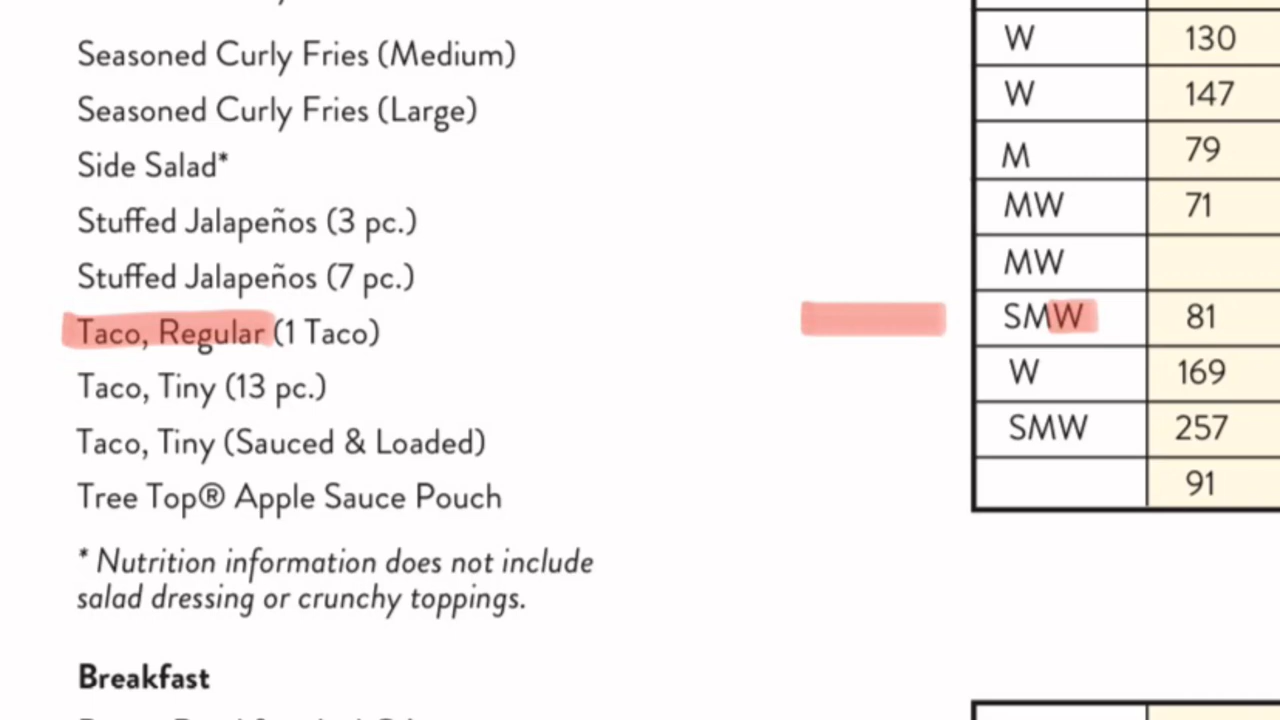 Seasoned Curly Fries (Medium) W 130
Seasoned Curly Fries (Large) W 147
Side Salad* M 79
Stuffed Jalapeños (3 pc.) MW 71
Stuffed Jalapeños (7 pc.) MW
Taco, Regular (1 Taco) SMW 81
Taco, Tiny (13 pc.) W 169
Taco, Tiny (Sauced & Loaded) SMW 257
Tree Top® Apple Sauce Pouch 91
* Nutrition information does not include
salad dressing or crunchy toppings.
Breakfast